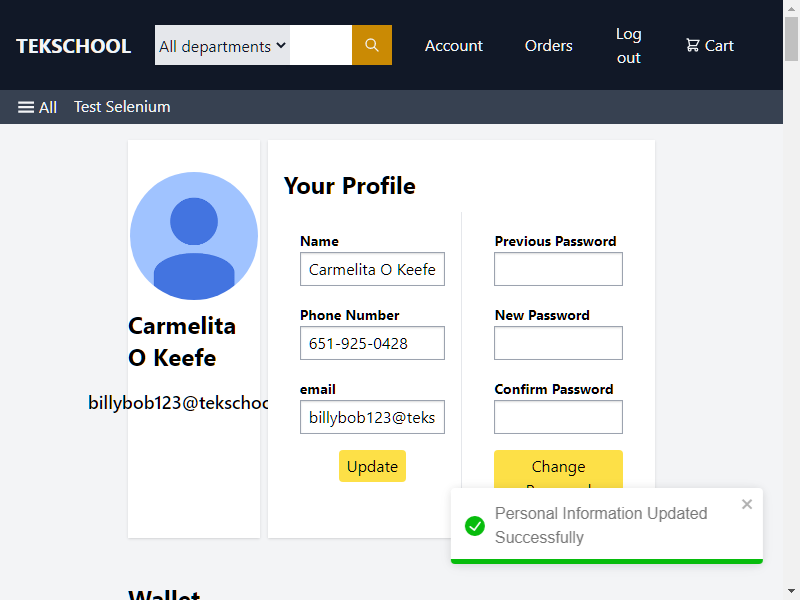 TEKSCHOOL
All departments
Account
Orders
Log
out
Cart
All
Test Selenium
Carmelita
O Keefe
billybob123@tekschoo
Your Profile
Name
Carmelita O Keefe
Phone Number
651-925-0428
email
billybob123@teks
Update
Previous Password
New Password
Confirm Password
Change
Personal Information Updated
Successfully
Wallet